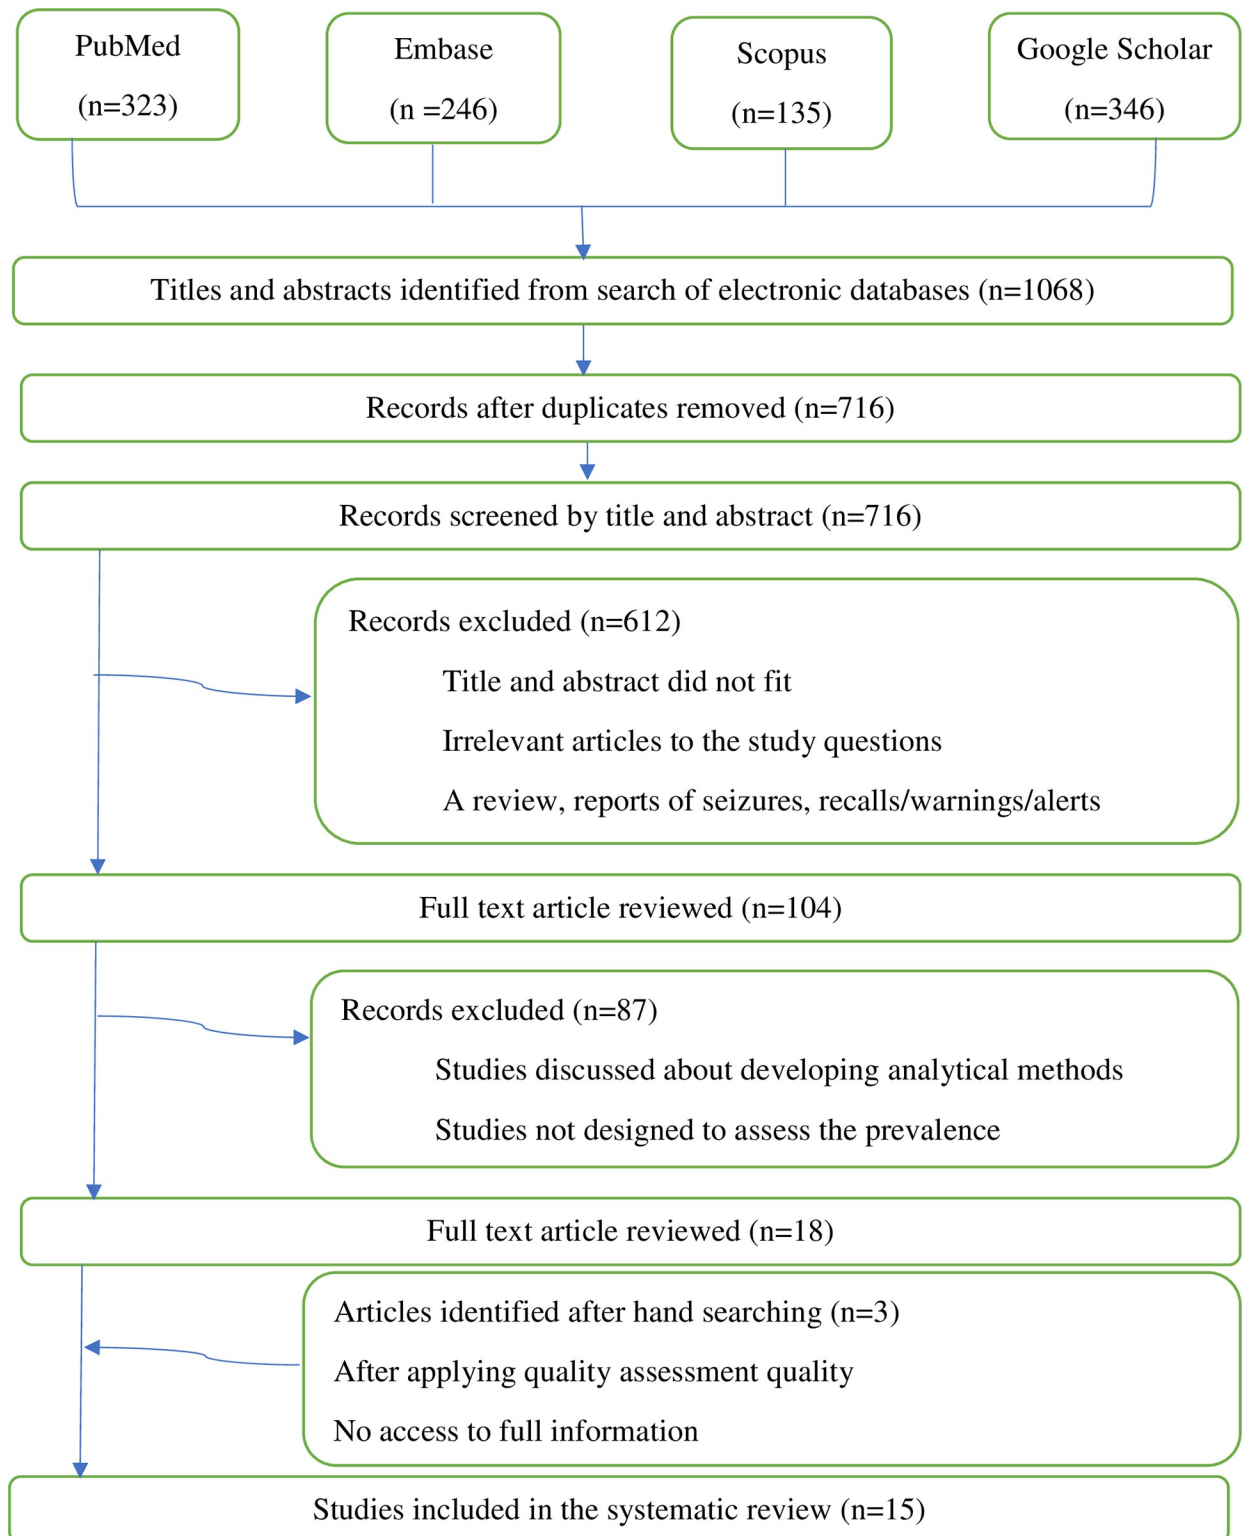 PubMed
(n=323)
Embase
(n =246)
Scopus
(n=135)
Google Scholar
(n=346)
Titles and abstracts identified from search of electronic databases (n=1068)
Records after duplicates removed (n=716)
Records screened by title and abstract (n=716)
Records excluded (n=612)
Title and abstract did not fit
Irrelevant articles to the study questions
A review, reports of seizures, recalls/warnings/alerts
Full text article reviewed (n=104)
Records excluded (n=87)
Studies discussed about developing analytical methods
Studies not designed to assess the prevalence
Full text article reviewed (n=18)
Articles identified after hand searching (n=3)
After applying quality assessment quality
No access to full information
Studies included in the systematic review (n=15)